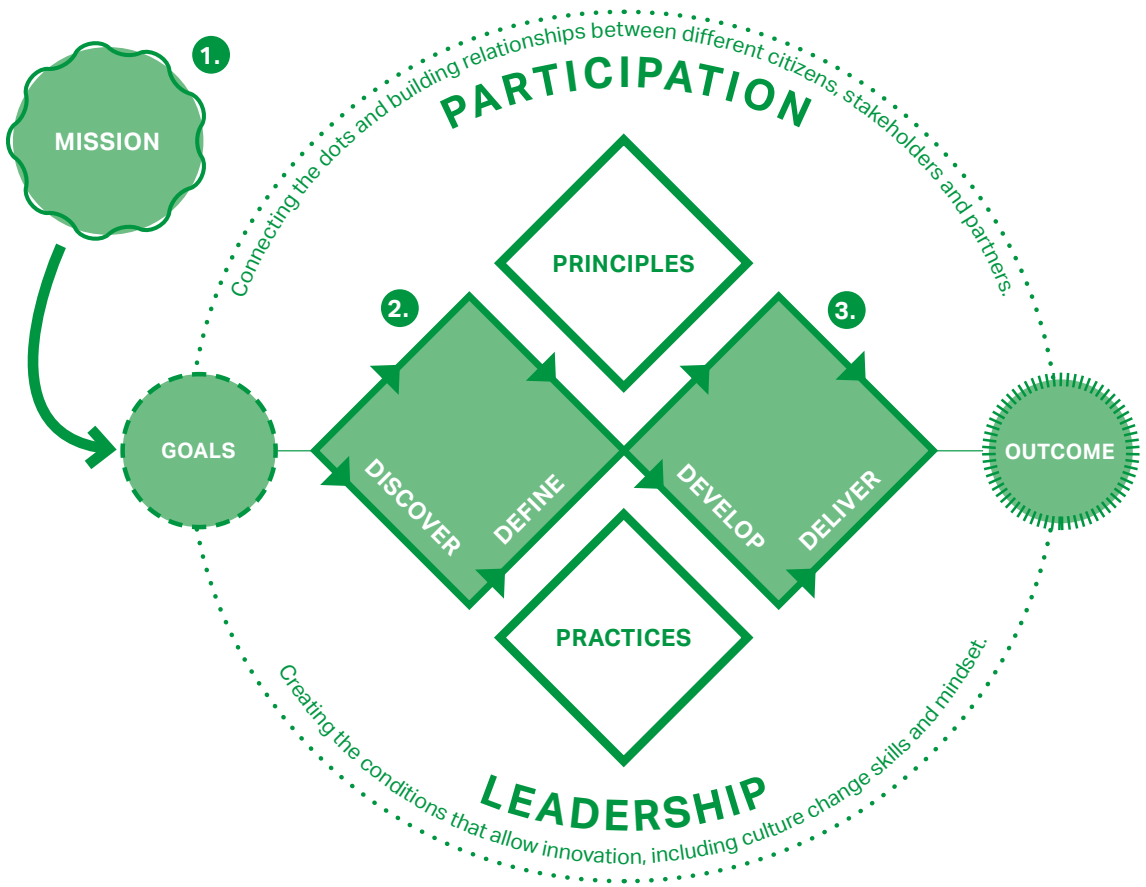 1.
MISSION
Connecting the dots and building relationships between different citizens, stakeholders and partners.
PARTICIPATION
PRINCIPLES
2.
3.
GOALS
DISCOVER
DEFINE
DEVELOP
DELIVER
OUTCOME
PRACTICES
LEADERSHIP
Creating the conditions that allow innovation, including culture change skills and mindset.